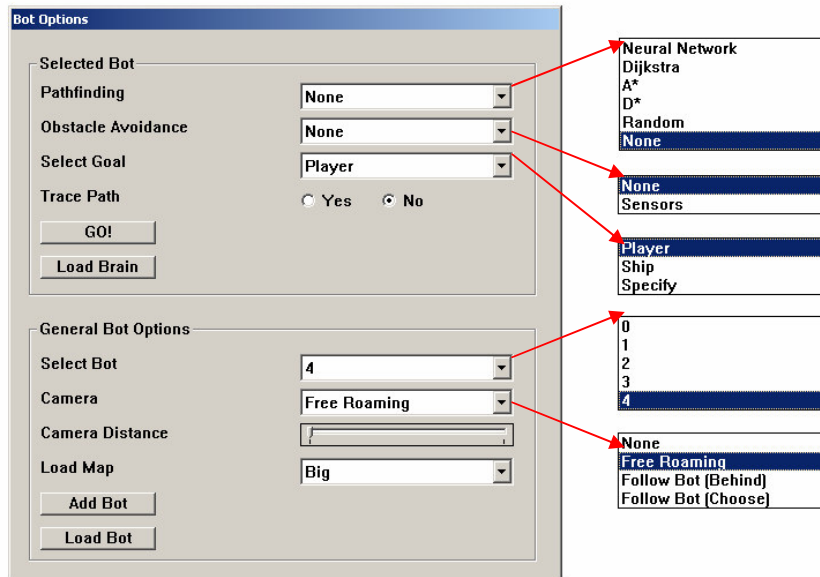 Bot Options
Selected Bot
Pathfinding
None
Obstacle Avoidance
None
Select Goal
Player
Trace Path
Yes No
GO!
Load Brain
General Bot Options
Select Bot
4
Camera
Free Roaming
Camera Distance
Load Map
Big
Add Bot
Load Bot
Neural Network
Dijkstra
A*
D*
Random
None
None
Sensors
Player
Ship
Specify
0
1
2
3
4
None
Free Roaming
Follow Bot (Behind)
Follow Bot (Choose)